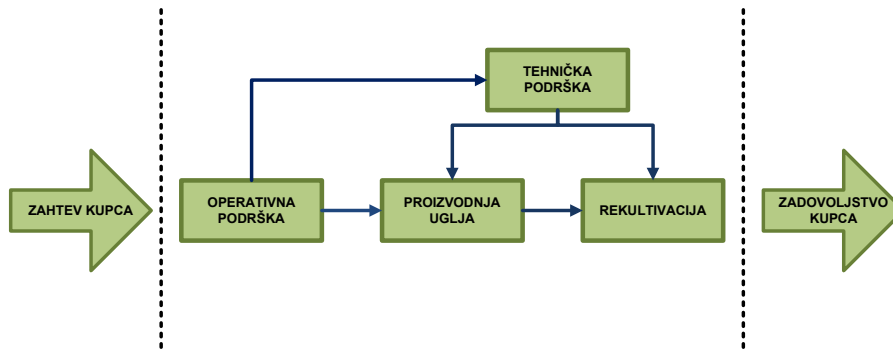 TEHNIČKA
PODRŠKA
ZAHTEV KUPCA
OPERATIVNA
PODRŠKA
PROIZVODNJA
UGLJA
REKULTIVACIJA
ZADOVOLJSTVO
KUPCA